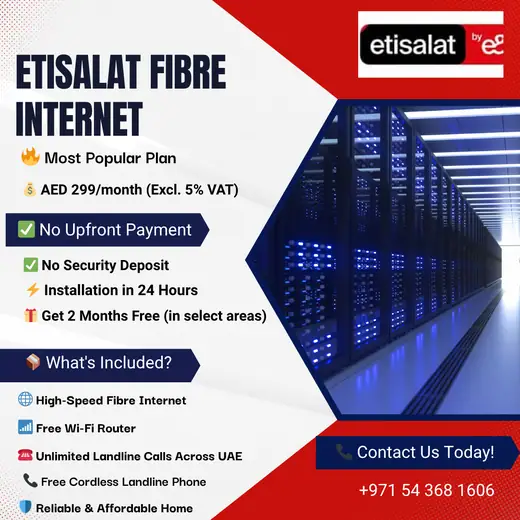 etisalat by e&
ETISALAT FIBRE
INTERNET
🔥 Most Popular Plan
💰 AED 299/month (Excl. 5% VAT)
✅ No Upfront Payment
✅ No Security Deposit
⚡ Installation in 24 Hours
🎁 Get 2 Months Free (in select areas)
📦 What's Included?
🌐 High-Speed Fibre Internet
📶 Free Wi-Fi Router
☎️ Unlimited Landline Calls Across UAE
📞 Free Cordless Landline Phone
🛡️ Reliable & Affordable Home
📞 Contact Us Today!
+971 54 368 1606